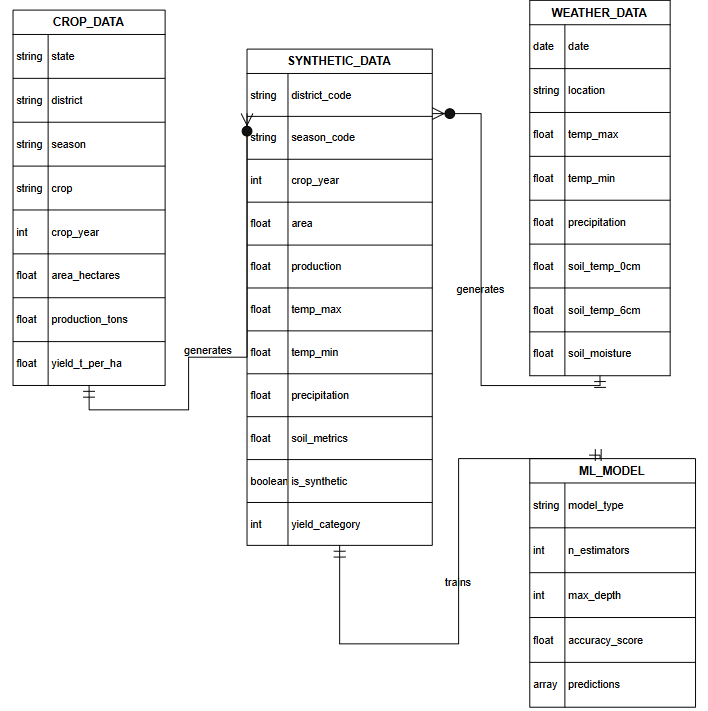 CROP_DATA
string state
string district
string season
string crop
int crop_year
float area_hectares
float production_tons
float yield_t_per_ha
SYNTHETIC_DATA
string district_code
string season_code
int crop_year
float area
float production
float temp_max
float temp_min
float precipitation
float soil_metrics
boolean is_synthetic
int yield_category
WEATHER_DATA
date date
string location
float temp_max
float temp_min
float precipitation
float soil_temp_0cm
float soil_temp_6cm
float soil_moisture
generates
generates
trains
ML_MODEL
string model_type
int n_estimators
int max_depth
float accuracy_score
array predictions